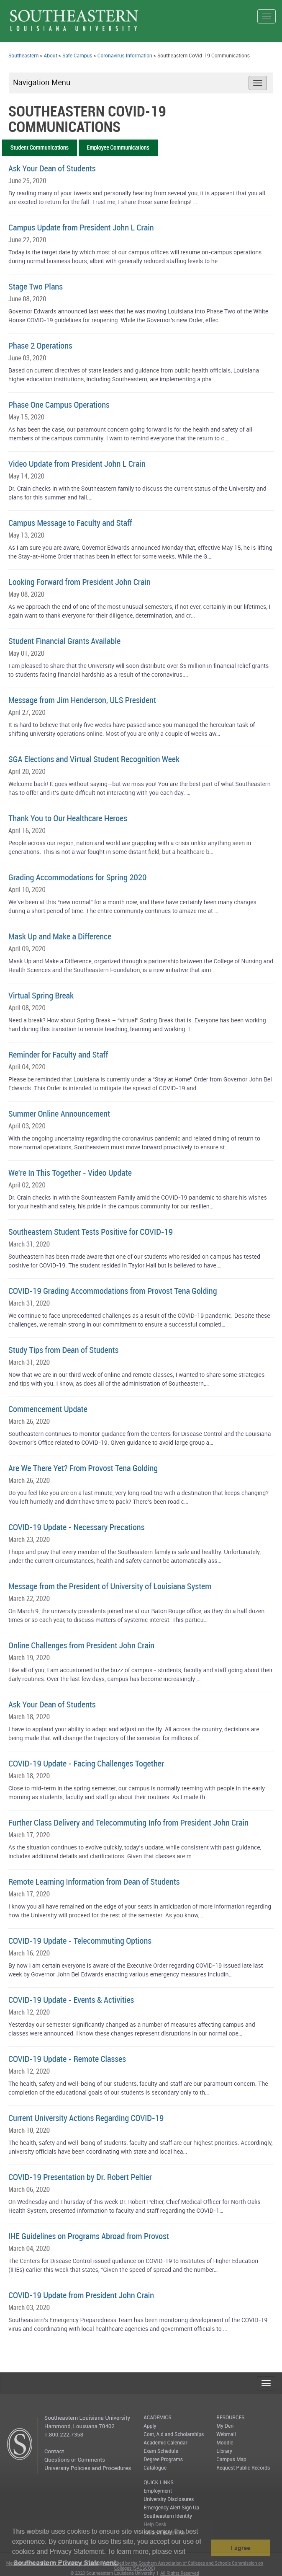 SOUTHEASTERN
LOUISIANA UNIVERSITY
Southeastern » About » Safe Campus » Coronavirus Information » Southeastern CoVid-19 Communications
Navigation Menu
SOUTHEASTERN COVID-19
COMMUNICATIONS
Student Communications
Employee Communications
Ask Your Dean of Students
June 25, 2020
By reading many of your tweets and personally hearing from several you, it is apparent that you all
are excited to return for the fall. Trust me, I share those same feelings! ...
Campus Update from President John L Crain
June 22, 2020
Today is the target date by which most of our campus offices will resume on-campus operations
during normal business hours, albeit with generally reduced staffing levels to he...
Stage Two Plans
June 08, 2020
Governor Edwards announced last week that he was moving Louisiana into Phase Two of the White
House COVID-19 guidelines for reopening. While the Governor's new Order, effec...
Phase 2 Operations
June 03, 2020
Based on current directives of state leaders and guidance from public health officials, Louisiana
higher education institutions, including Southeastern, are implementing a pha...
Phase One Campus Operations
May 15, 2020
As has been the case, our paramount concern going forward is for the health and safety of all
members of the campus community. I want to remind everyone that the return to c...
Video Update from President John L Crain
May 14, 2020
Dr. Crain checks in with the Southeastern family to discuss the current status of the University and
plans for this summer and fall....
Campus Message to Faculty and Staff
May 13, 2020
As I am sure you are aware, Governor Edwards announced Monday that, effective May 15, he is lifting
the Stay-at-Home Order that has been in effect for some weeks. While the G...
Looking Forward from President John Crain
May 08, 2020
As we approach the end of one of the most unusual semesters, if not ever, certainly in our lifetimes, I
again want to thank everyone for their diligence, determination, and cr...
Student Financial Grants Available
May 01, 2020
I am pleased to share that the University will soon distribute over $5 million in financial relief grants
to students facing financial hardship as a result of the coronavirus....
Message from Jim Henderson, ULS President
April 27, 2020
It is hard to believe that only five weeks have passed since you managed the herculean task of
shifting university operations online. Most of you are only a couple of weeks aw...
SGA Elections and Virtual Student Recognition Week
April 20, 2020
Welcome back! It goes without saying—but we miss you! You are the best part of what Southeastern
has to offer and it's quite difficult not interacting with you each day. ...
Thank You to Our Healthcare Heroes
April 16, 2020
People across our region, nation and world are grappling with a crisis unlike anything seen in
generations. This is not a war fought in some distant field, but a healthcare b...
Grading Accommodations for Spring 2020
April 10, 2020
We've been at this "new normal" for a month now, and there have certainly been many changes
during a short period of time. The entire community continues to amaze me at ...
Mask Up and Make a Difference
April 09, 2020
Mask Up and Make a Difference, organized through a partnership between the College of Nursing and
Health Sciences and the Southeastern Foundation, is a new initiative that aim...
Virtual Spring Break
April 08, 2020
Need a break? How about Spring Break – "virtual" Spring Break that is. Everyone has been working
hard during this transition to remote teaching, learning and working. I...
Reminder for Faculty and Staff
April 04, 2020
Please be reminded that Louisiana is currently under a "Stay at Home" Order from Governor John Bel
Edwards. This Order is intended to mitigate the spread of COVID-19 and ...
Summer Online Announcement
April 03, 2020
With the ongoing uncertainty regarding the coronavirus pandemic and related timing of return to
more normal operations, Southeastern must move forward proactively to ensure st...
We're In This Together - Video Update
April 02, 2020
Dr. Crain checks in with the Southeastern Family amid the COVID-19 pandemic to share his wishes
for your health and safety, his pride in the campus community for our resilien...
Southeastern Student Tests Positive for COVID-19
March 31, 2020
Southeastern has been made aware that one of our students who resided on campus has tested
positive for COVID-19. The student resided in Taylor Hall but is believed to have ...
COVID-19 Grading Accommodations from Provost Tena Golding
March 31, 2020
We continue to face unprecedented challenges as a result of the COVID-19 pandemic. Despite these
challenges, we remain strong in our commitment to ensure a successful completi...
Study Tips from Dean of Students
March 31, 2020
Now that we are in our third week of online and remote classes, I wanted to share some strategies
and tips with you. I know, as does all of the administration of Southeastern,...
Commencement Update
March 26, 2020
Southeastern continues to monitor guidance from the Centers for Disease Control and the Louisiana
Governor's Office related to COVID-19. Given guidance to avoid large group a...
Are We There Yet? From Provost Tena Golding
March 26, 2020
Do you feel like you are on a last minute, very long road trip with a destination that keeps changing?
You left hurriedly and didn't have time to pack? There's been road c...
COVID-19 Update - Necessary Precations
March 23, 2020
I hope and pray that every member of the Southeastern family is safe and healthy. Unfortunately,
under the current circumstances, health and safety cannot be automatically ass...
Message from the President of University of Louisiana System
March 22, 2020
On March 9, the university presidents joined me at our Baton Rouge office, as they do a half dozen
times or so each year, to discuss matters of systemic interest. This particu...
Online Challenges from President John Crain
March 19, 2020
Like all of you, I am accustomed to the buzz of campus - students, faculty and staff going about their
daily routines. Over the last few days, campus has become increasingly ...
Ask Your Dean of Students
March 18, 2020
I have to applaud your ability to adapt and adjust on the fly. All across the country, decisions are
being made that will change the trajectory of the semester for millions of...
COVID-19 Update - Facing Challenges Together
March 18, 2020
Close to mid-term in the spring semester, our campus is normally teeming with people in the early
morning as students, faculty and staff go about their routines. As I made th...
Further Class Delivery and Telecommuting Info from President John Crain
March 17, 2020
As the situation continues to evolve quickly, today's update, while consistent with past guidance,
includes additional details and clarifications. Given that classes are m...
Remote Learning Information from Dean of Students
March 17, 2020
I know you all have remained on the edge of your seats in anticipation of more information regarding
how the University will proceed for the rest of the semester. As you know,...
COVID-19 Update - Telecommuting Options
March 16, 2020
By now I am certain everyone is aware of the Executive Order regarding COVID-19 issued late last
week by Governor John Bel Edwards enacting various emergency measures includin...
COVID-19 Update - Events & Activities
March 12, 2020
Yesterday our semester significantly changed as a number of measures affecting campus and
classes were announced. I know these changes represent disruptions in our normal ope...
COVID-19 Update - Remote Classes
March 12, 2020
The health, safety and well-being of our students, faculty and staff are our paramount concern. The
completion of the educational goals of our students is secondary only to th...
Current University Actions Regarding COVID-19
March 10, 2020
The health, safety and well-being of students, faculty and staff are our highest priorities. Accordingly,
university officials have been coordinating with state and local hea...
COVID-19 Presentation by Dr. Robert Peltier
March 06, 2020
On Wednesday and Thursday of this week Dr. Robert Peltier, Chief Medical Officer for North Oaks
Health System, presented information to faculty and staff regarding the COVID-1...
IHE Guidelines on Programs Abroad from Provost
March 04, 2020
The Centers for Disease Control issued guidance on COVID-19 to Institutes of Higher Education
(IHEs) earlier this week that states, "Given the speed of spread and the number...
COVID-19 Update from President John Crain
March 03, 2020
Southeastern's Emergency Preparedness Team has been monitoring development of the COVID-19
virus and coordinating with local healthcare agencies and government officials to ...
Southeastern Louisiana University
Hammond, Louisiana 70402
1.800.222.7358
Contact
Questions or Comments
University Policies and Procedures
ACADEMICS
Apply
Cost, Aid and Scholarships
Academic Calendar
Exam Schedule
Degree Programs
Catalogue
QUICK LINKS
Employment
University Disclosures
Emergency Alert Sign Up
Southeastern Identity
Help Desk
RESOURCES
My Den
Webmail
Moodle
Library
Campus Map
Request Public Records
This website uses cookies to ensure you get the best
experience. By continuing to use this site, you accept our use of
cookies and Privacy Statement. To learn more, please visit
Southeastern Privacy Statement.
I agree
© 2020 Southeastern Louisiana University | All Rights Reserved